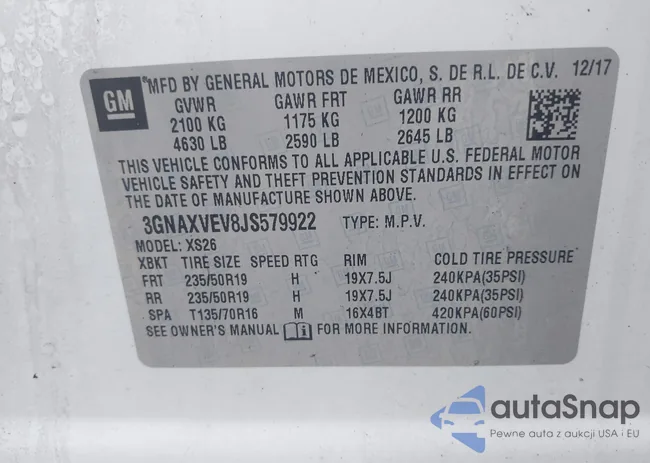 GM
MFD BY GENERAL MOTORS DE MEXICO, S. DE R.L. DE C.V. 12/17
GVWR GAWR FRT GAWR RR
2100 KG 1175 KG 1200 KG
4630 LB 2590 LB 2645 LB
THIS VEHICLE CONFORMS TO ALL APPLICABLE U.S. FEDERAL MOTOR
VEHICLE SAFETY AND THEFT PREVENTION STANDARDS IN EFFECT ON
THE DATE OF MANUFACTURE SHOWN ABOVE.
3GNAXVEV8JS579922 TYPE: M.P.V.
MODEL: XS26
XBKT TIRE SIZE SPEED RTG RIM COLD TIRE PRESSURE
FRT 235/50R19 H 19X7.5J 240KPA(35PSI)
RR 235/50R19 H 19X7.5J 240KPA(35PSI)
SPA T135/70R16 M 16X4BT 420KPA(60PSI)
SEE OWNER'S MANUAL FOR MORE INFORMATION.
autoSnap
Pewne auta z aukcji USA i EU